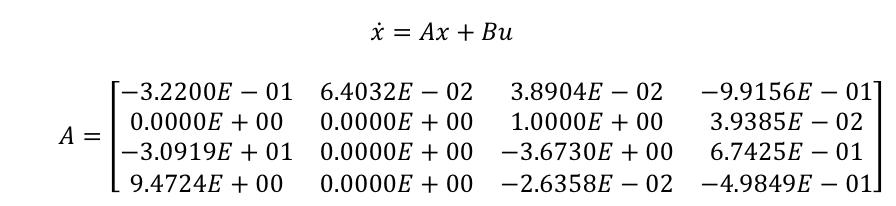 ẋ = Ax + Bu
A = [−3.2200E − 01 6.4032E − 02 3.8904E − 02 −9.9156E − 01
0.0000E + 00 0.0000E + 00 1.0000E + 00 3.9385E − 02
−3.0919E + 01 0.0000E + 00 −3.6730E + 00 6.7425E − 01
9.4724E + 00 0.0000E + 00 −2.6358E − 02 −4.9849E − 01]